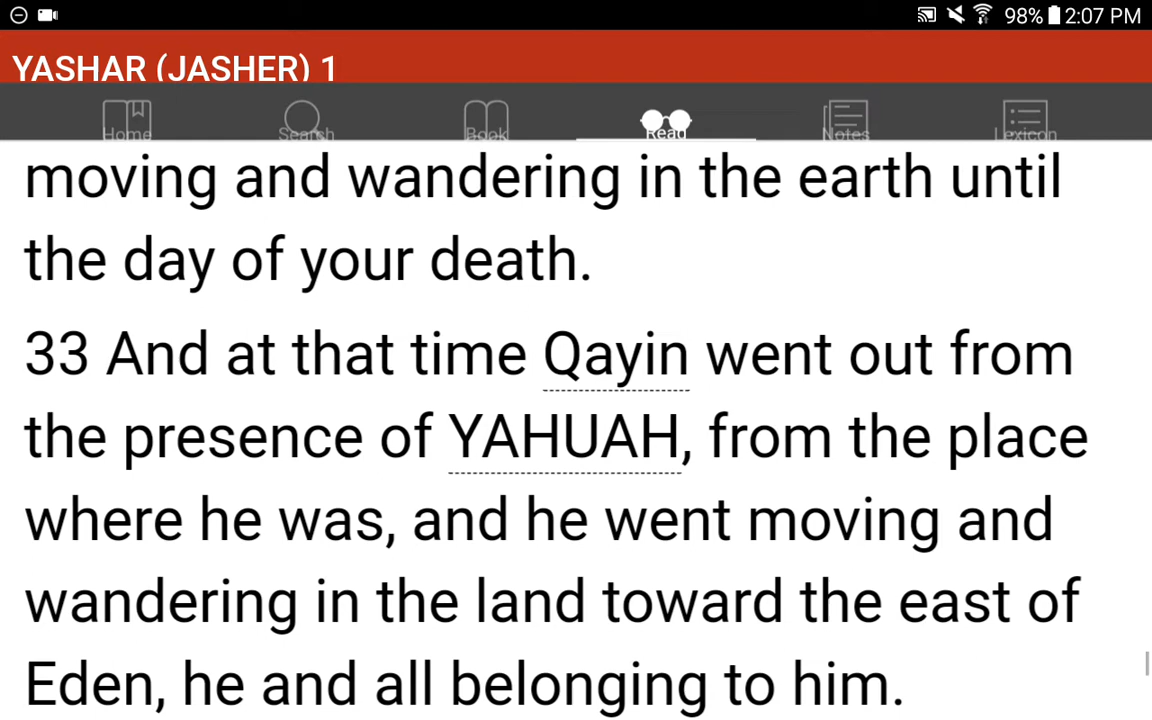 98% 2:07 PM
YASHAR (JASHER) 1
Home Search Book Read Notes Lexicon
moving and wandering in the earth until
the day of your death.
33 And at that time Qayin went out from
the presence of YAHUAH, from the place
where he was, and he went moving and
wandering in the land toward the east of
Eden, he and all belonging to him.